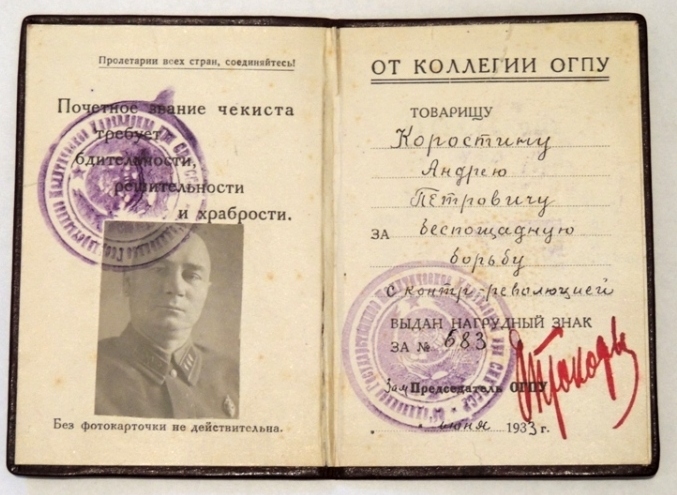 Пролетарии всех стран, соединяйтесь!
Почетное звание чекиста
требует
бдительности,
решительности
и храбрости.
Без фотокарточки не действительна.
ОТ КОЛЛЕГИИ ОГПУ
ТОВАРИЩУ
Коростину
Андрею
Петровичу
ЗА беспощадную
борьбу
с контр-революцией
ВЫДАН НАГРУДНЫЙ ЗНАК
ЗА № 683
Зам Председатель ОГПУ
июня 1933 г.